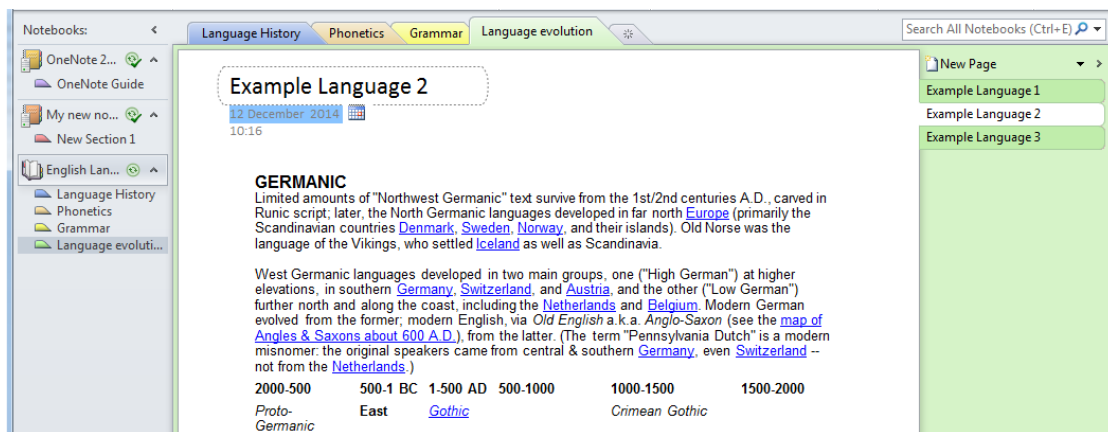 Notebooks:
OneNote 2...
OneNote Guide
My new no...
New Section 1
English Lan...
Language History
Phonetics
Grammar
Language evoluti...
Language History Phonetics Grammar Language evolution
Search All Notebooks (Ctrl+E)
Example Language 2
12 December 2014
10:16
GERMANIC
Limited amounts of "Northwest Germanic" text survive from the 1st/2nd centuries A.D., carved in
Runic script; later, the North Germanic languages developed in far north Europe (primarily the
Scandinavian countries Denmark, Sweden, Norway, and their islands). Old Norse was the
language of the Vikings, who settled Iceland as well as Scandinavia.
West Germanic languages developed in two main groups, one ("High German") at higher
elevations, in southern Germany, Switzerland, and Austria, and the other ("Low German")
further north and along the coast, including the Netherlands and Belgium. Modern German
evolved from the former; modern English, via Old English a.k.a. Anglo-Saxon (see the map of
Angles & Saxons about 600 A.D.), from the latter. (The term "Pennsylvania Dutch" is a modern
misnomer: the original speakers came from central & southern Germany, even Switzerland --
not from the Netherlands.)
2000-500 500-1 BC 1-500 AD 500-1000 1000-1500 1500-2000
Proto- East Gothic Crimean Gothic
Germanic
New Page
Example Language 1
Example Language 2
Example Language 3